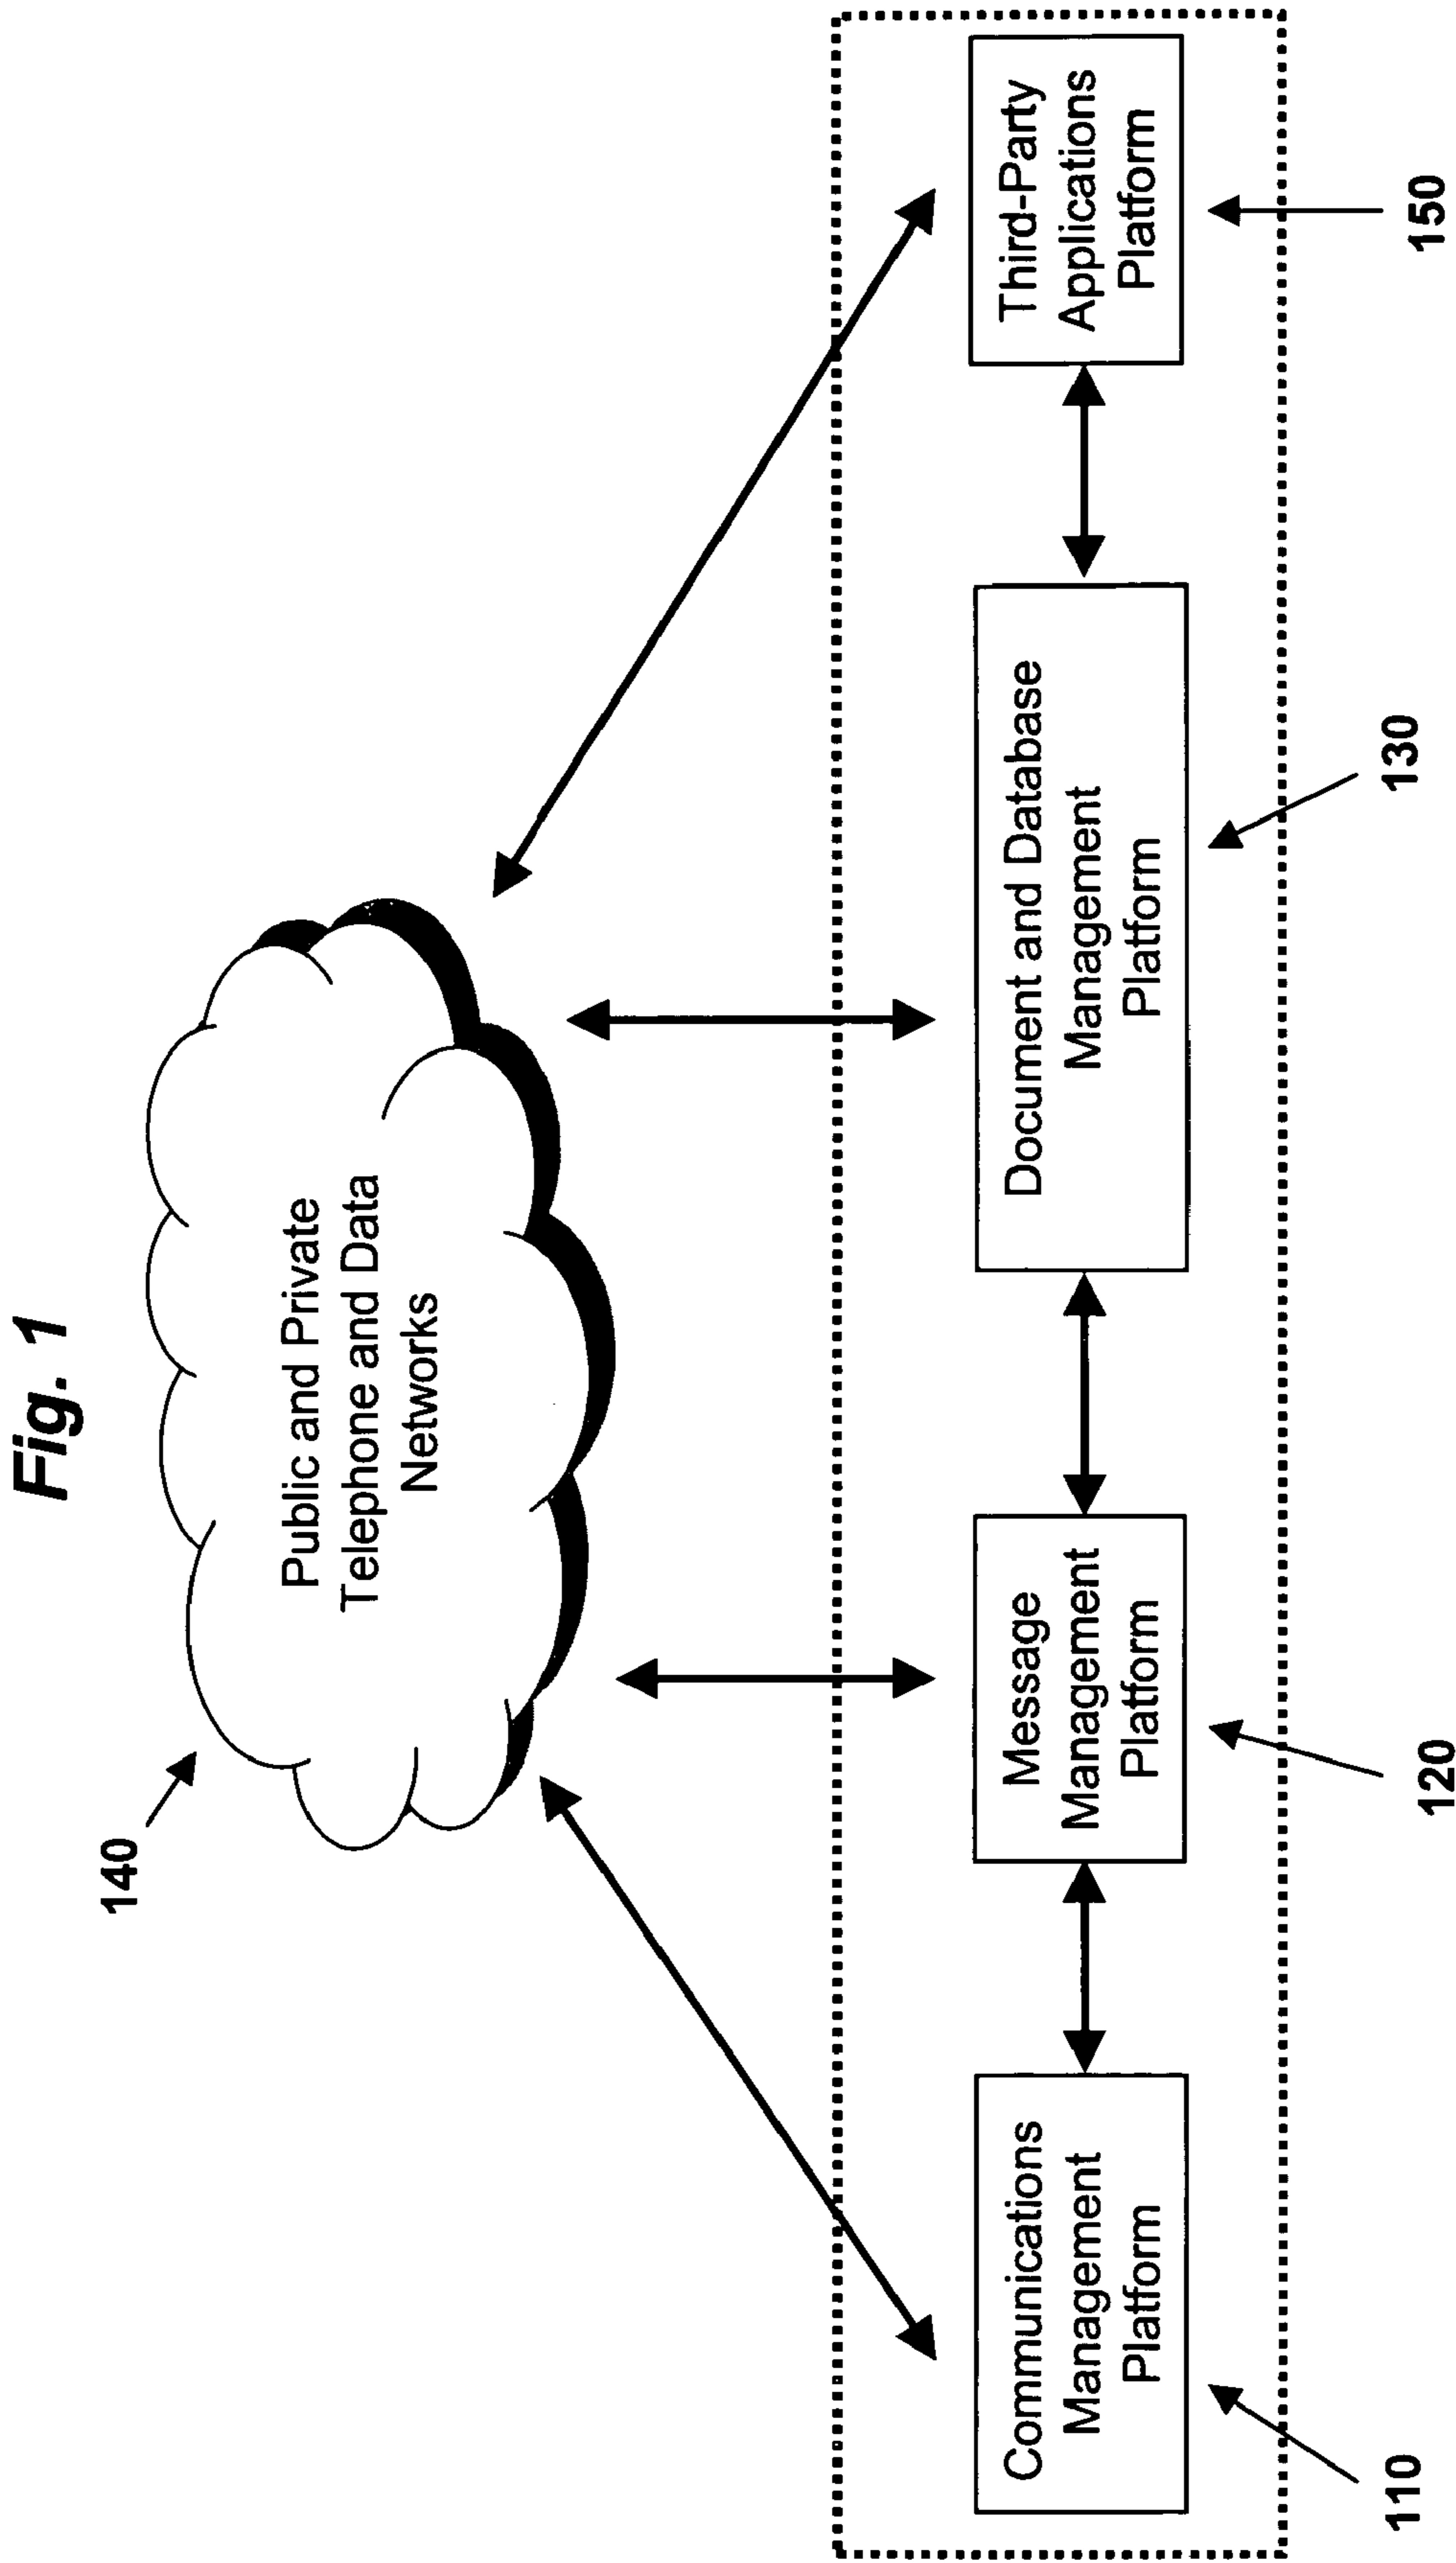 Fig. 1
140
Public and Private
Telephone and Data
Networks
Communications
Management
Platform
Message
Management
Platform
Document and Database
Management
Platform
Third-Party
Applications
Platform
110
120
130
150